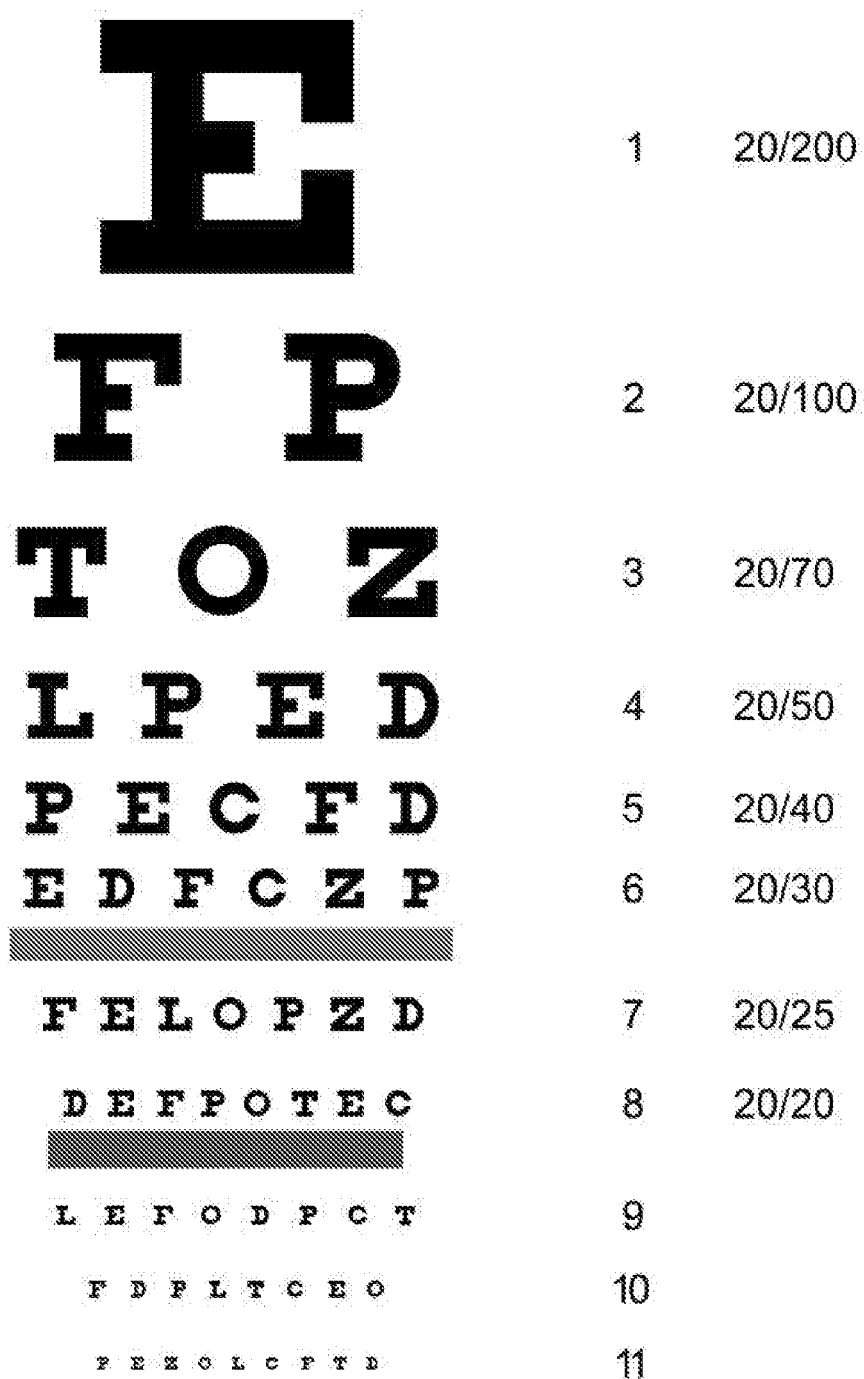 E 1 20/200
F P 2 20/100
T O Z 3 20/70
L P E D 4 20/50
P E C F D 5 20/40
E D F C Z P 6 20/30
F E L O P Z D 7 20/25
D E F P O T E C 8 20/20
L E F O D P C T 9
F D P L T C E O 10
P E Z O L C F T D 11